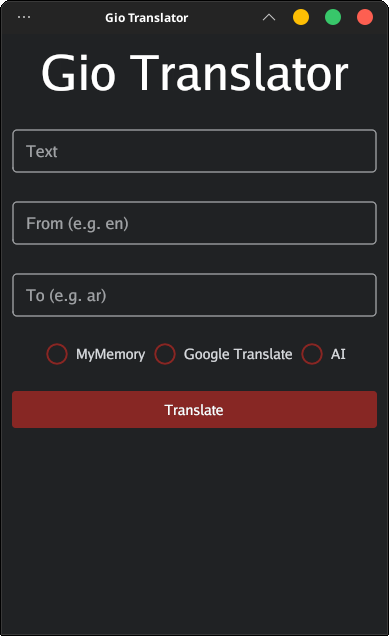 Gio Translator
Gio Translator
Text
From (e.g. en)
To (e.g. ar)
MyMemory Google Translate AI
Translate